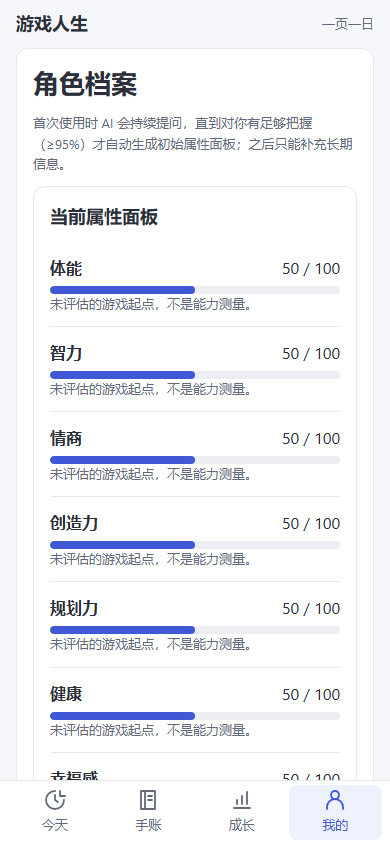 游戏人生
一页一日
角色档案
首次使用时 AI 会持续提问，直到对你有足够把握
（≥95%）才自动生成初始属性面板；之后只能补充长期
信息。
当前属性面板
体能 50 / 100
未评估的游戏起点，不是能力测量。
智力 50 / 100
未评估的游戏起点，不是能力测量。
情商 50 / 100
未评估的游戏起点，不是能力测量。
创造力 50 / 100
未评估的游戏起点，不是能力测量。
规划力 50 / 100
未评估的游戏起点，不是能力测量。
健康 50 / 100
未评估的游戏起点，不是能力测量。
幸福感 50 / 100
今天 手账 成长 我的